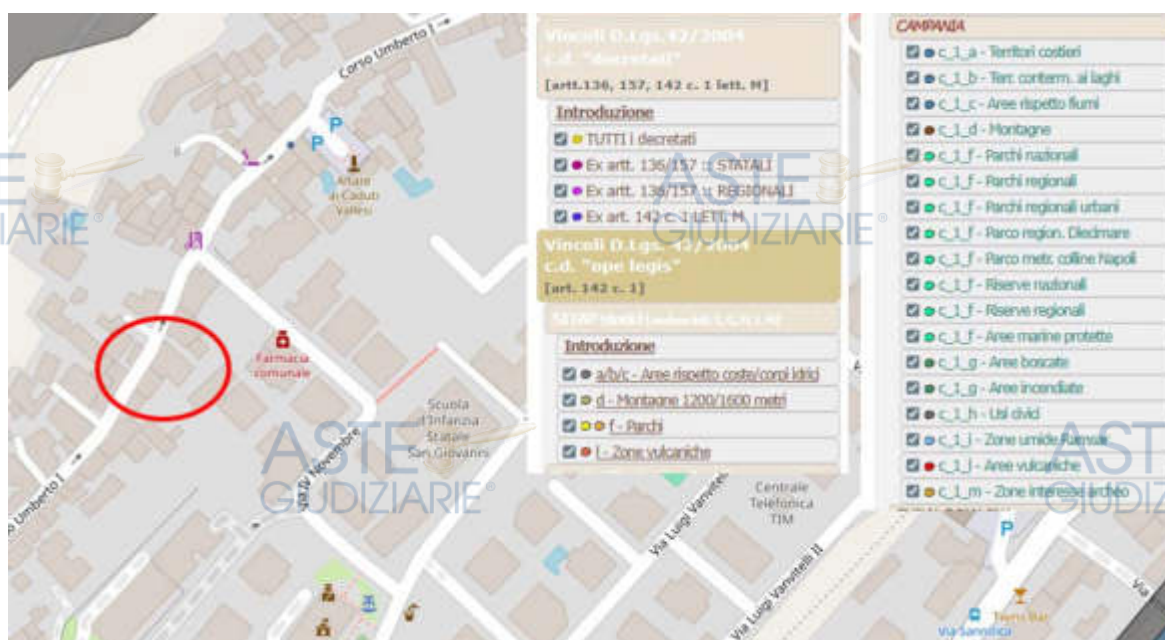 Corso Umberto I
P
P
Altare
ai Caduti
Vallesi
Farmacia
comunale
Scuola
d'Infanzia
Statale
San Giovanni
Via IV Novembre
Umberto I
Via Luigi Vanvitelli
Via Luigi Vanvitelli II
Centrale
Telefonica
TIM
P
Via
Via Sannitica
Vincoli D.Lgs. 42/2004
c.d. "decretati"
[artt.136, 157, 142 c. 1 lett. M]
Introduzione
TUTTI i decretati
Ex artt. 136/157 :: STATALI
Ex artt. 136/157 :: REGIONALI
Ex art. 142 c. 1 LETT. M
Vincoli D.Lgs. 42/2004
c.d. "ope legis"
[art. 142 c. 1]
Introduzione
a/b/c - Aree rispetto coste/corpi idrici
d - Montagne 1200/1600 metri
f - Parchi
l - Zone vulcaniche
CAMPANIA
c_1_a - Territori costieri
c_1_b - Terr. conterm. ai laghi
c_1_c - Aree rispetto fiumi
c_1_d - Montagne
c_1_f - Parchi nazionali
c_1_f - Parchi regionali
c_1_f - Parchi regionali urbani
c_1_f - Parco region. Diecimare
c_1_f - Parco metr. colline Napoli
c_1_f - Riserve nazionali
c_1_f - Riserve regionali
c_1_f - Aree marine protette
c_1_g - Aree boscate
c_1_g - Aree incendiate
c_1_h - Usi civici
c_1_i - Zone umide Ramsar
c_1_l - Aree vulcaniche
c_1_m - Zone interesse archeo
ASTE
GIUDIZIARIE®
ASTE
GIUDIZIARIE®